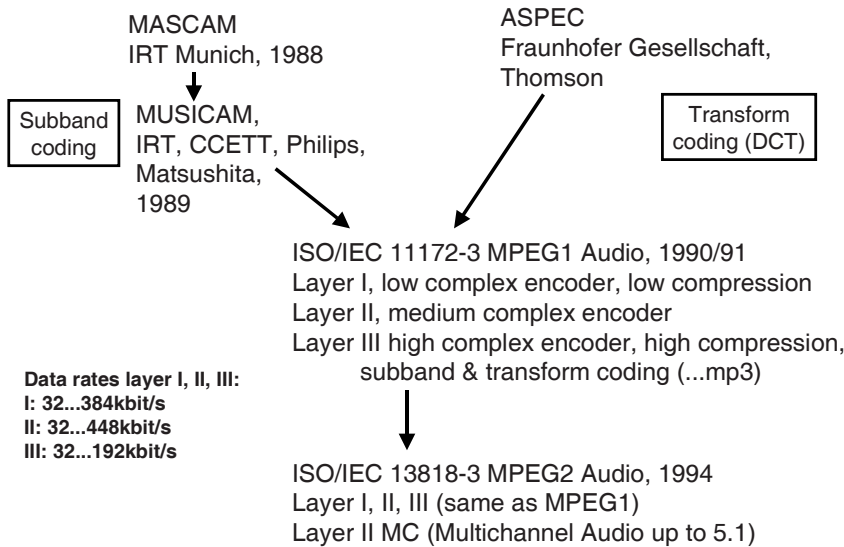 MASCAM
IRT Munich, 1988
ASPEC
Fraunhofer Gesellschaft,
Thomson
Subband
coding
MUSICAM,
IRT, CCETT, Philips,
Matsushita,
1989
Transform
coding (DCT)
ISO/IEC 11172-3 MPEG1 Audio, 1990/91
Layer I, low complex encoder, low compression
Layer II, medium complex encoder
Layer III high complex encoder, high compression,
subband & transform coding (...mp3)
Data rates layer I, II, III:
I: 32...384kbit/s
II: 32...448kbit/s
III: 32...192kbit/s
ISO/IEC 13818-3 MPEG2 Audio, 1994
Layer I, II, III (same as MPEG1)
Layer II MC (Multichannel Audio up to 5.1)